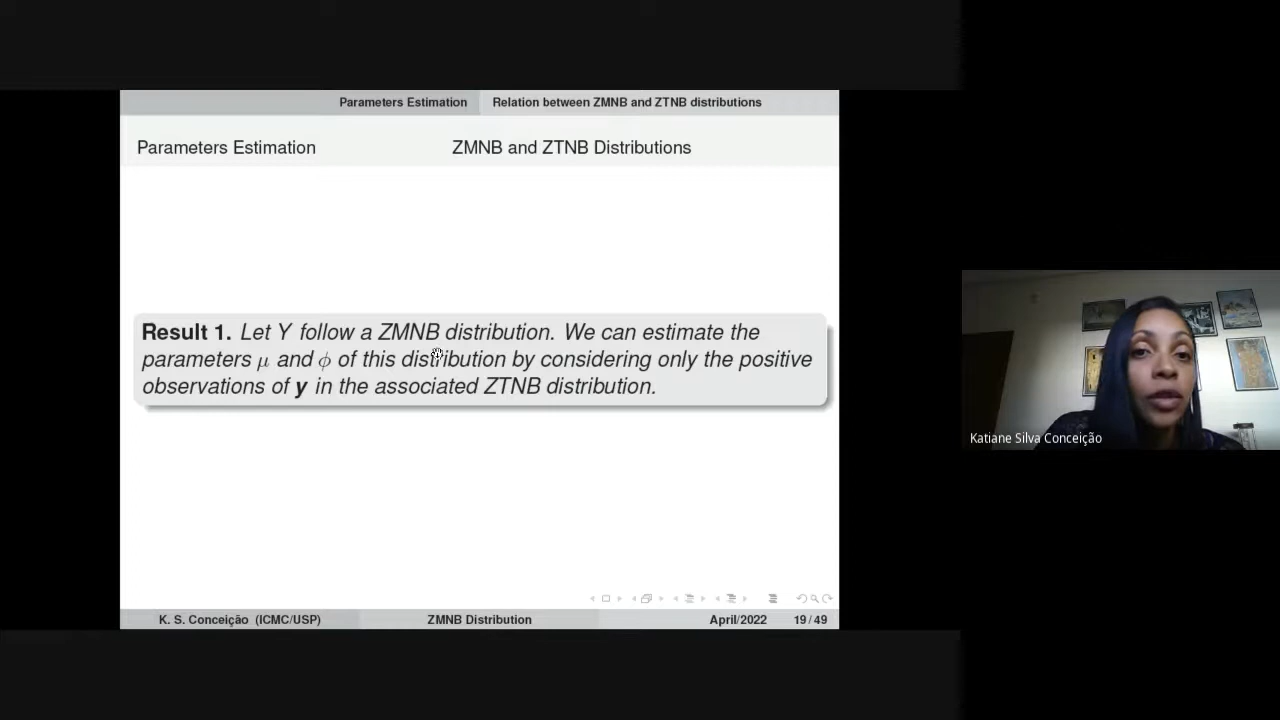 Parameters Estimation Relation between ZMNB and ZTNB distributions
Parameters Estimation ZMNB and ZTNB Distributions
Result 1. Let Y follow a ZMNB distribution. We can estimate the
parameters μ and ϕ of this distribution by considering only the positive
observations of y in the associated ZTNB distribution.
K. S. Conceição (ICMC/USP) ZMNB Distribution April/2022 19/49
Katiane Silva Conceição